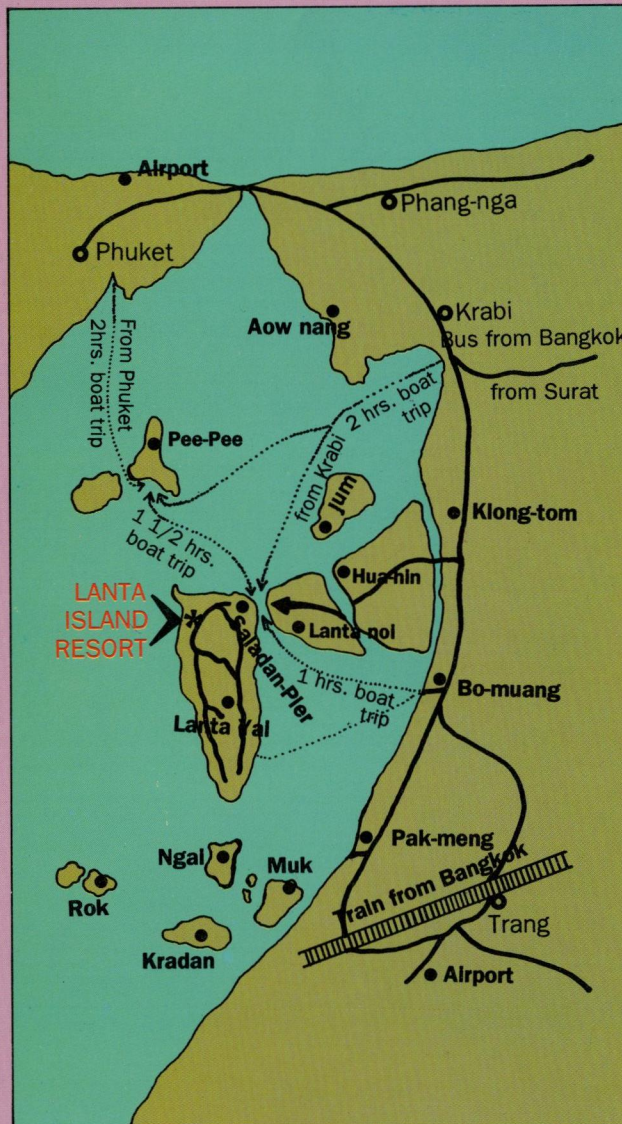 Airport
Phang-nga
Phuket
Krabi
Aow nang
Bus from Bangkok
from Surat
From Phuket
2hrs. boat trip
from Krabi 2 hrs. boat
trip
Pee-Pee
Jum
Klong-tom
1 1/2 hrs.
boat trip
Hua-hin
LANTA
ISLAND
RESORT
*
Saladan-Pier
Lanta noi
1 hrs. boat
trip
Bo-muang
Lanta Yai
Pak-meng
Ngai
Muk
Train from Bangkok
Rok
Trang
Kradan
Airport